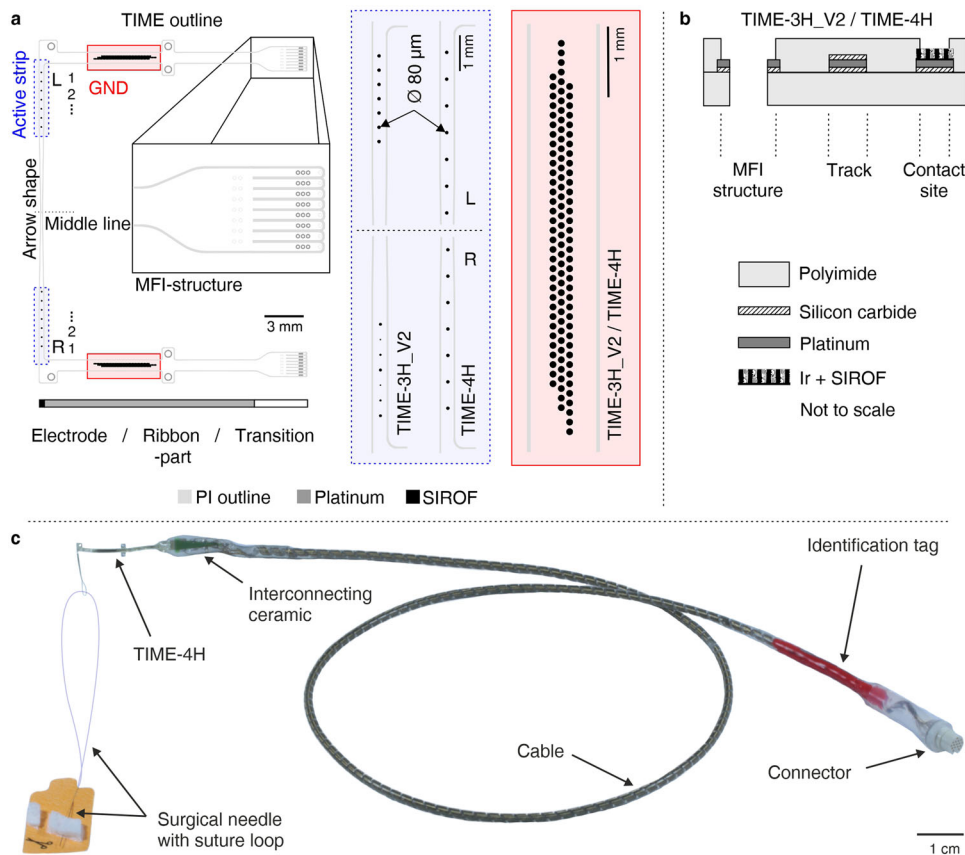 a
TIME outline
GND
Active strip
L
1
2
...
Arrow shape
Middle line
MFI-structure
3 mm
...
2
R 1
Electrode / Ribbon / Transition
-part
Ø 80 µm
1 mm
L
R
TIME-3H_V2
TIME-4H
1 mm
TIME-3H_V2 / TIME-4H
PI outline
Platinum
SIROF
b
TIME-3H_V2 / TIME-4H
MFI
structure
Track
Contact
site
Polyimide
Silicon carbide
Platinum
Ir + SIROF
Not to scale
c
Identification tag
Interconnecting
ceramic
TIME-4H
Cable
Connector
Surgical needle
with suture loop
1 cm